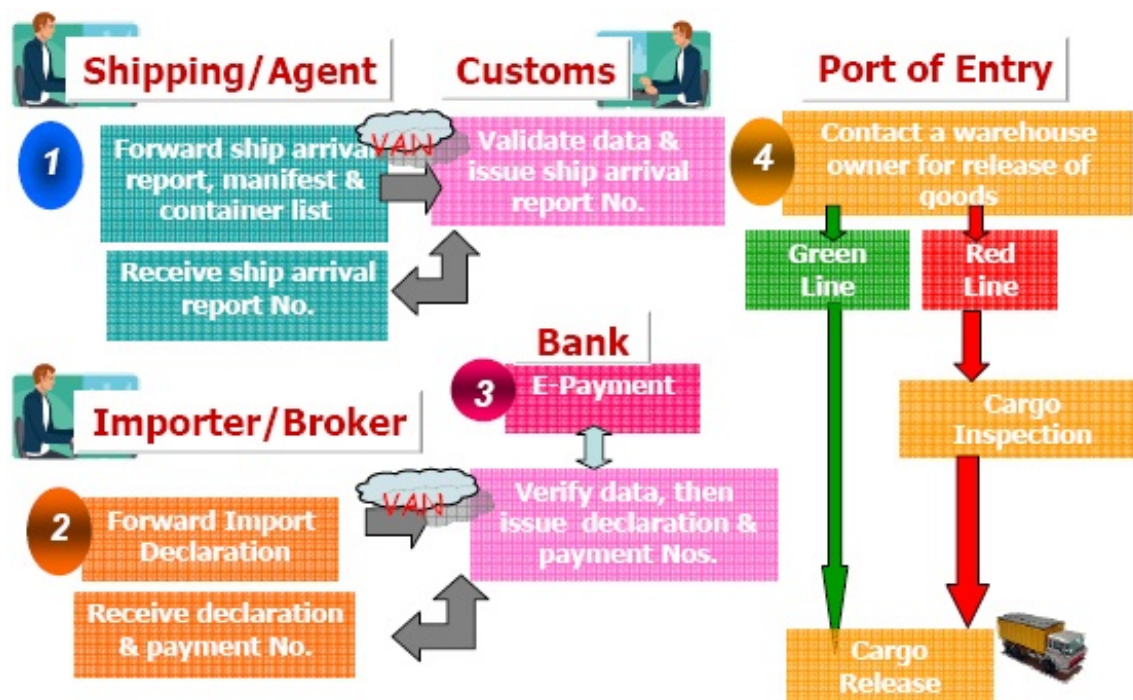 Shipping/Agent
Customs
Port of Entry
1
Forward ship arrival
report, manifest &
container list
VAN
Validate data &
issue ship arrival
report No.
Receive ship arrival
report No.
4
Contact a warehouse
owner for release of
goods
Green
Line
Red
Line
Bank
3
E-Payment
Importer/Broker
Cargo
Inspection
2
Forward Import
Declaration
VAN
Verify data, then
issue declaration &
payment Nos.
Receive declaration
& payment No.
Cargo
Release